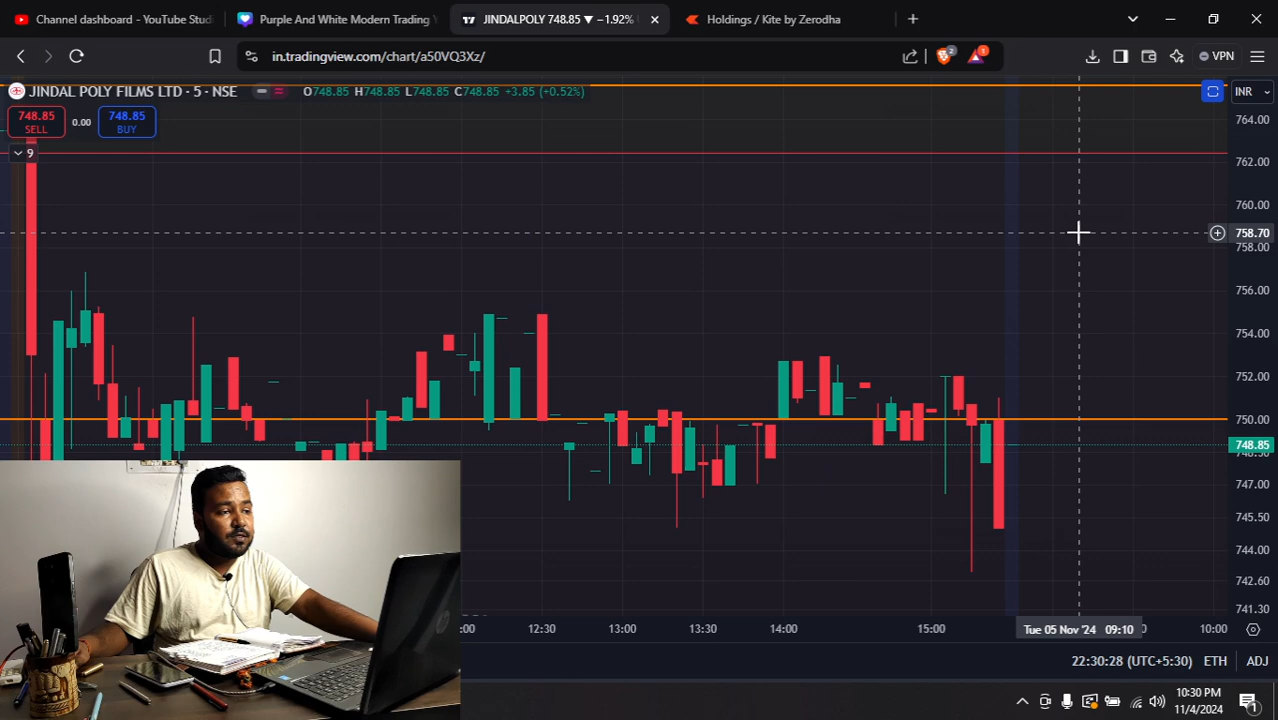 Channel dashboard - YouTube Studi
Purple And White Modern Trading Y
JINDALPOLY 748.85 ▼ −1.92%
Holdings / Kite by Zerodha
in.tradingview.com/chart/a50VQ3Xz/
2
1
VPN
JINDAL POLY FILMS LTD · 5 · NSE
O748.85 H748.85 L748.85 C748.85 +3.85 (+0.52%)
INR
748.85 SELL
0.00
748.85 BUY
9
764.00
762.00
760.00
758.70
758.00
756.00
754.00
752.00
750.00
748.85
747.00
745.50
744.00
742.60
741.30
:00
12:30
13:00
13:30
14:00
15:00
Tue 05 Nov '24 09:10
10:00
22:30:28 (UTC+5:30)
ETH
ADJ
10:30 PM
11/4/2024
1